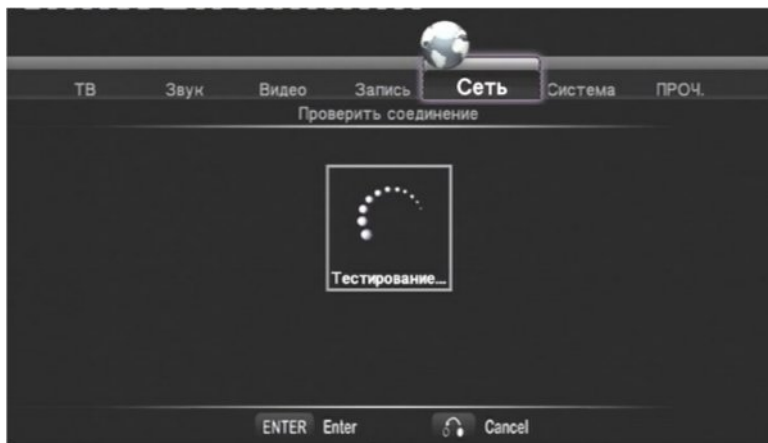 ТВ Звук Видео Запись Сеть Система ПРОЧ.
Проверить соединение
Тестирование...
ENTER Enter Cancel